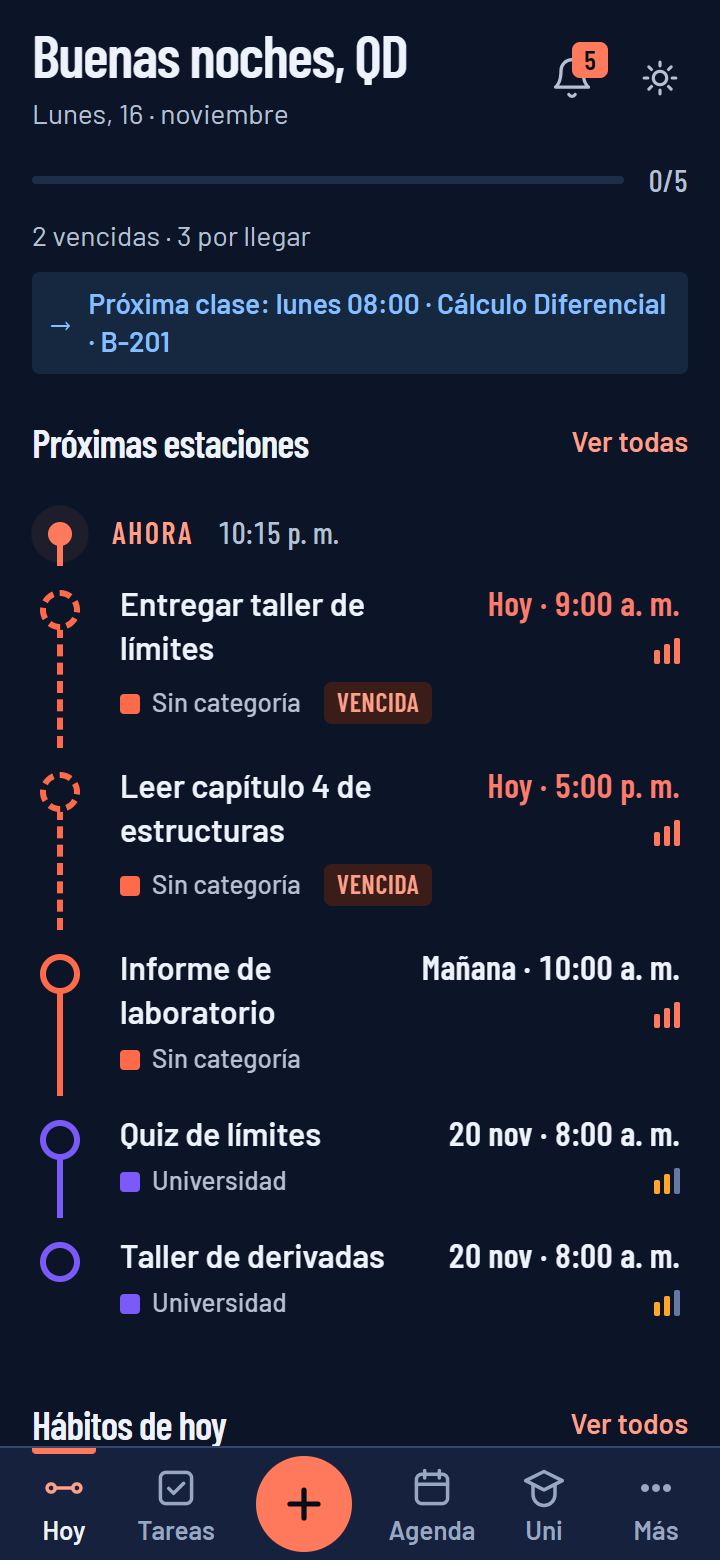 Buenas noches, QD
5
Lunes, 16 · noviembre
0/5
2 vencidas · 3 por llegar
→ Próxima clase: lunes 08:00 · Cálculo Diferencial
· B-201
Próximas estaciones
Ver todas
AHORA 10:15 p. m.
Entregar taller de
límites
Hoy · 9:00 a. m.
Sin categoría
VENCIDA
Leer capítulo 4 de
estructuras
Hoy · 5:00 p. m.
Sin categoría
VENCIDA
Informe de
laboratorio
Mañana · 10:00 a. m.
Sin categoría
Quiz de límites
20 nov · 8:00 a. m.
Universidad
Taller de derivadas
20 nov · 8:00 a. m.
Universidad
Hábitos de hoy
Ver todos
Hoy
Tareas
+
Agenda
Uni
Más